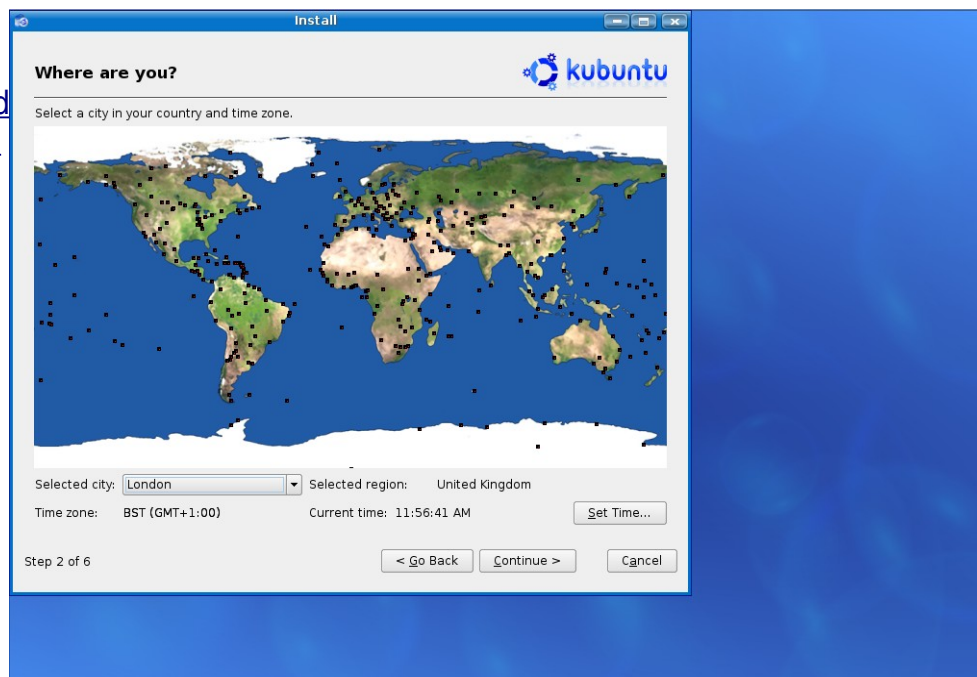 Install
Where are you?
kubuntu
Select a city in your country and time zone.
Selected city: London Selected region: United Kingdom
Time zone: BST (GMT+1:00) Current time: 11:56:41 AM Set Time...
Step 2 of 6 < Go Back Continue > Cancel